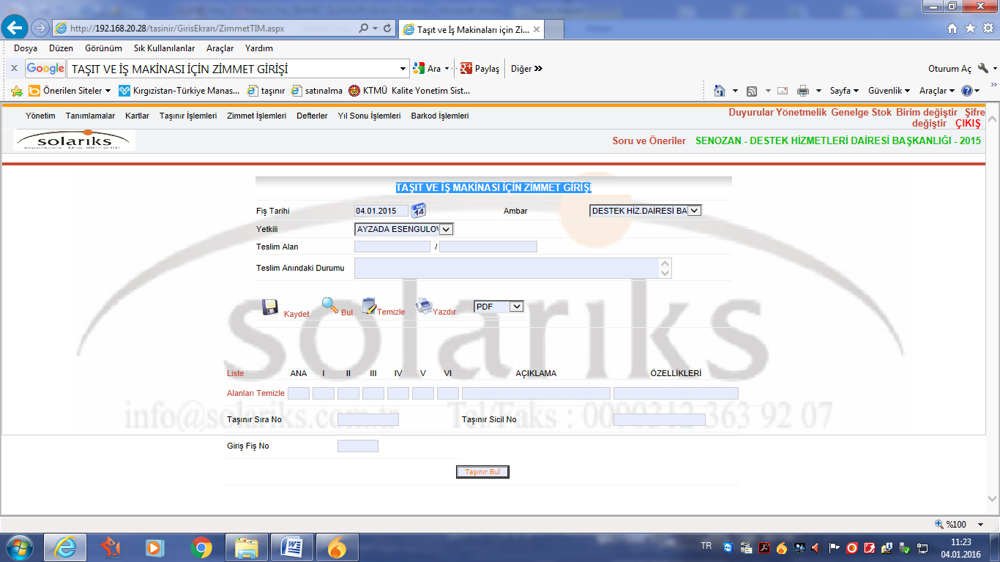 http://192.168.20.28/tasinir/GirisEkran/ZimmetTIM.aspx
Taşıt ve İş Makinaları için Zi...
Dosya Düzen Görünüm Sık Kullanılanlar Araçlar Yardım
x Google TAŞIT VE İŞ MAKİNASI İÇİN ZİMMET GİRİŞİ Ara Paylaş Diğer » Oturum Aç
Önerilen Siteler Kırgızistan-Türkiye Manas... taşınır satınalma KTMÜ Kalite Yonetim Sist... Sayfa Güvenlik Araçlar
Yönetim Tanımlamalar Kartlar Taşınır İşlemleri Zimmet İşlemleri Defterler Yıl Sonu İşlemleri Barkod İşlemleri
Duyurular Yönetmelik Genelge Stok Birim değiştir Şifre
değiştir ÇIKIŞ
solarıks
Soru ve Öneriler SENOZAN - DESTEK HİZMETLERİ DAİRESİ BAŞKANLIĞI - 2015
TAŞIT VE İŞ MAKİNASI İÇİN ZİMMET GİRİŞİ
Fiş Tarihi 04.01.2015 14 Ambar DESTEK HİZ.DAİRESİ BA
Yetkili AYZADA ESENGULOV
Teslim Alan /
Teslim Anındaki Durumu
Kaydet Bul Temizle Yazdır PDF
solarıks
Liste ANA I II III IV V VI AÇIKLAMA ÖZELLİKLERİ
Alanları Temizle
info@solariks.com.tr Tel/Faks : 0090312 363 92 07
Taşınır Sıra No Taşınır Sicil No
Giriş Fiş No
Taşınır Bul
%100
TR 11:23
04.01.2016